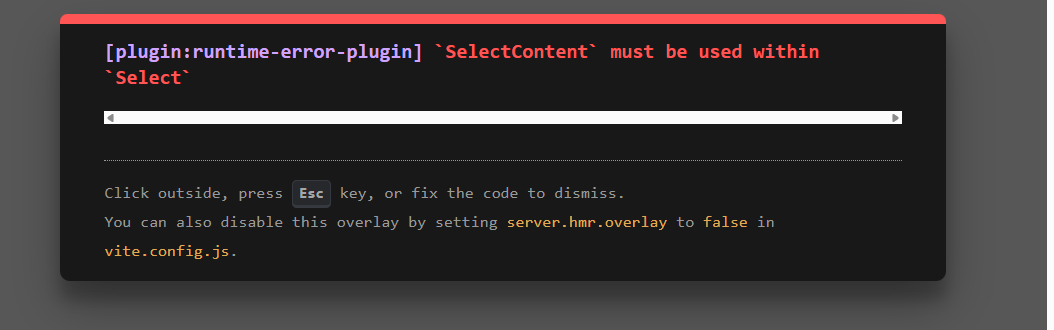 [plugin:runtime-error-plugin] `SelectContent` must be used within
`Select`
Click outside, press Esc key, or fix the code to dismiss.
You can also disable this overlay by setting server.hmr.overlay to false in
vite.config.js.